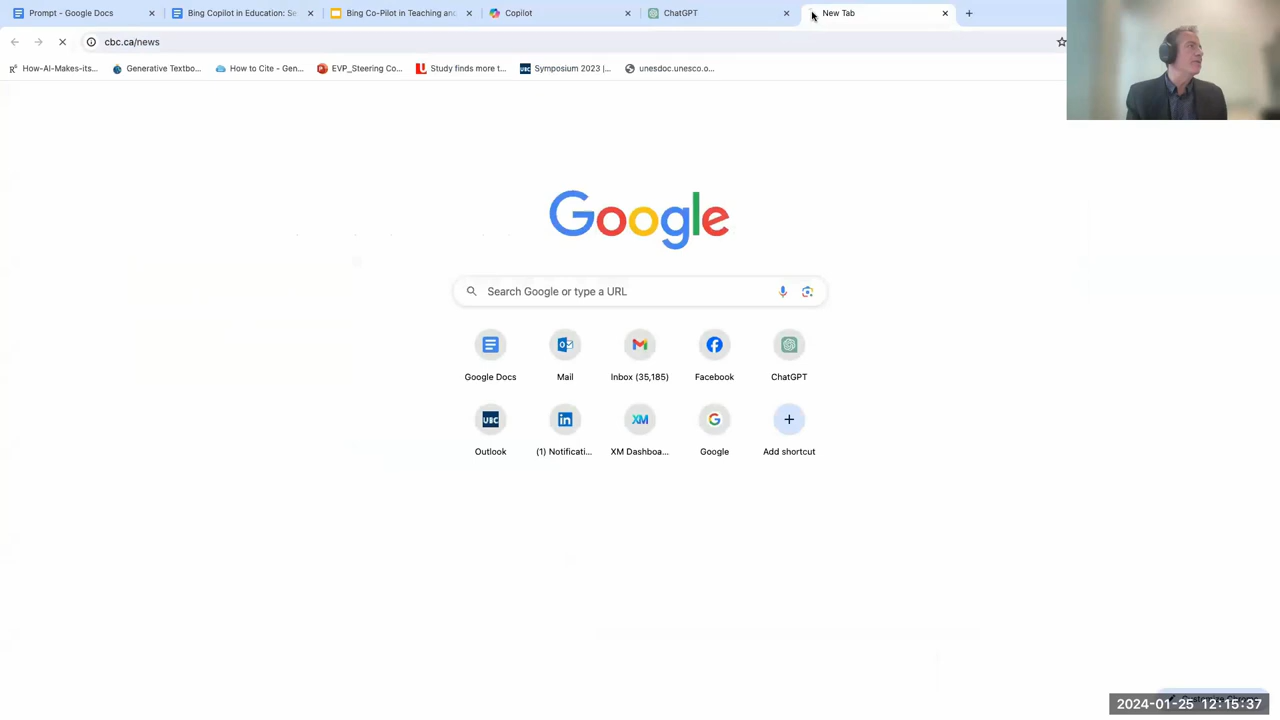 Prompt - Google Docs
Bing Copilot in Education: Se
Bing Co-Pilot in Teaching an
Copilot
ChatGPT
New Tab
cbc.ca/news
How-AI-Makes-its...
Generative Textbo...
How to Cite - Gen...
EVP_Steering Co...
Study finds more t...
Symposium 2023 |...
unesdoc.unesco.o...
Google
Search Google or type a URL
Google Docs
Mail
Inbox (35,185)
Facebook
ChatGPT
UBC
Outlook
(1) Notificati...
XM
XM Dashboa...
Google
Add shortcut
2024-01-25 12:15:37